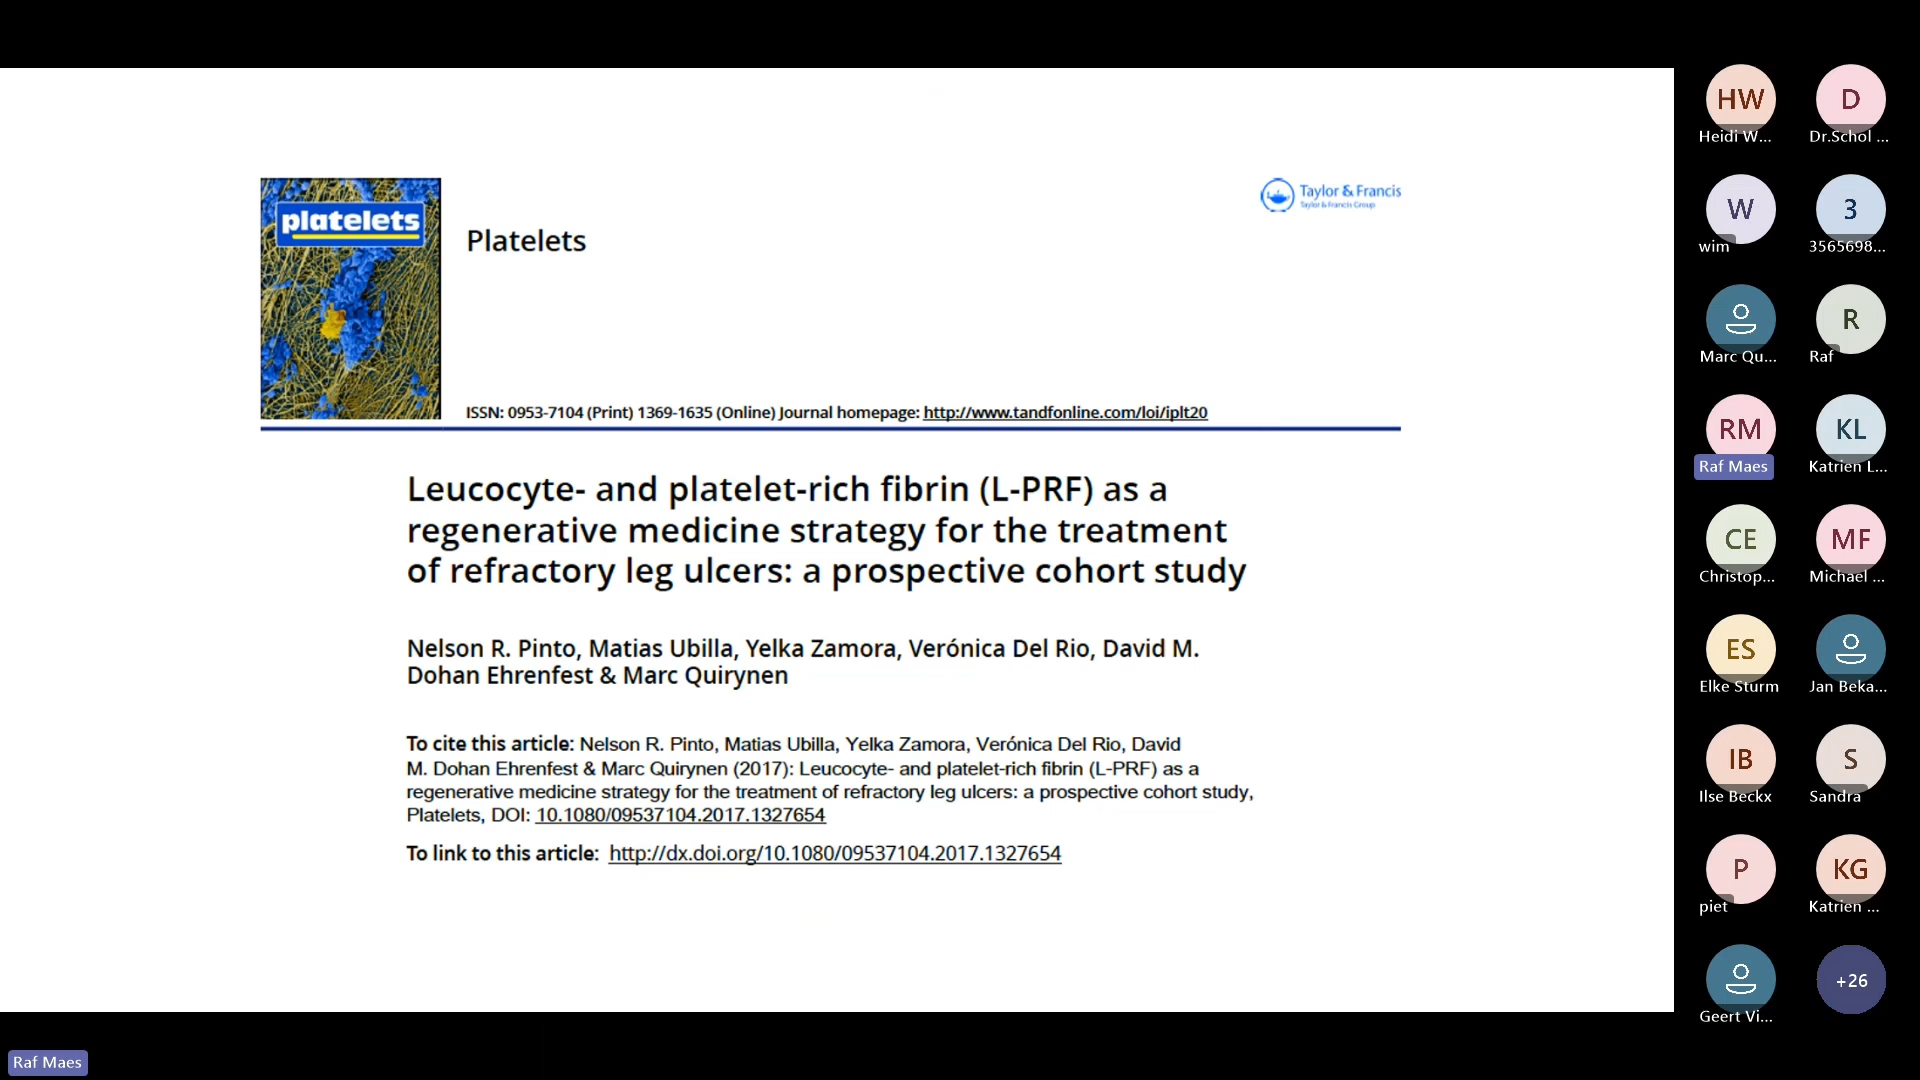 platelets
Platelets
Taylor & Francis
Taylor & Francis Group
ISSN: 0953-7104 (Print) 1369-1635 (Online) Journal homepage: http://www.tandfonline.com/loi/iplt20
Leucocyte- and platelet-rich fibrin (L-PRF) as a
regenerative medicine strategy for the treatment
of refractory leg ulcers: a prospective cohort study
Nelson R. Pinto, Matias Ubilla, Yelka Zamora, Verónica Del Rio, David M.
Dohan Ehrenfest & Marc Quirynen
To cite this article: Nelson R. Pinto, Matias Ubilla, Yelka Zamora, Verónica Del Rio, David
M. Dohan Ehrenfest & Marc Quirynen (2017): Leucocyte- and platelet-rich fibrin (L-PRF) as a
regenerative medicine strategy for the treatment of refractory leg ulcers: a prospective cohort study,
Platelets, DOI: 10.1080/09537104.2017.1327654
To link to this article: http://dx.doi.org/10.1080/09537104.2017.1327654
HW
Heidi W...
D
Dr.Schol ...
W
wim
3
3565698...
Marc Qu...
R
Raf
RM
Raf Maes
KL
Katrien L...
CE
Christop...
MF
Michael ...
ES
Elke Sturm
Jan Beka...
IB
Ilse Beckx
S
Sandra
P
piet
KG
Katrien ...
Geert Vi...
+26
Raf Maes